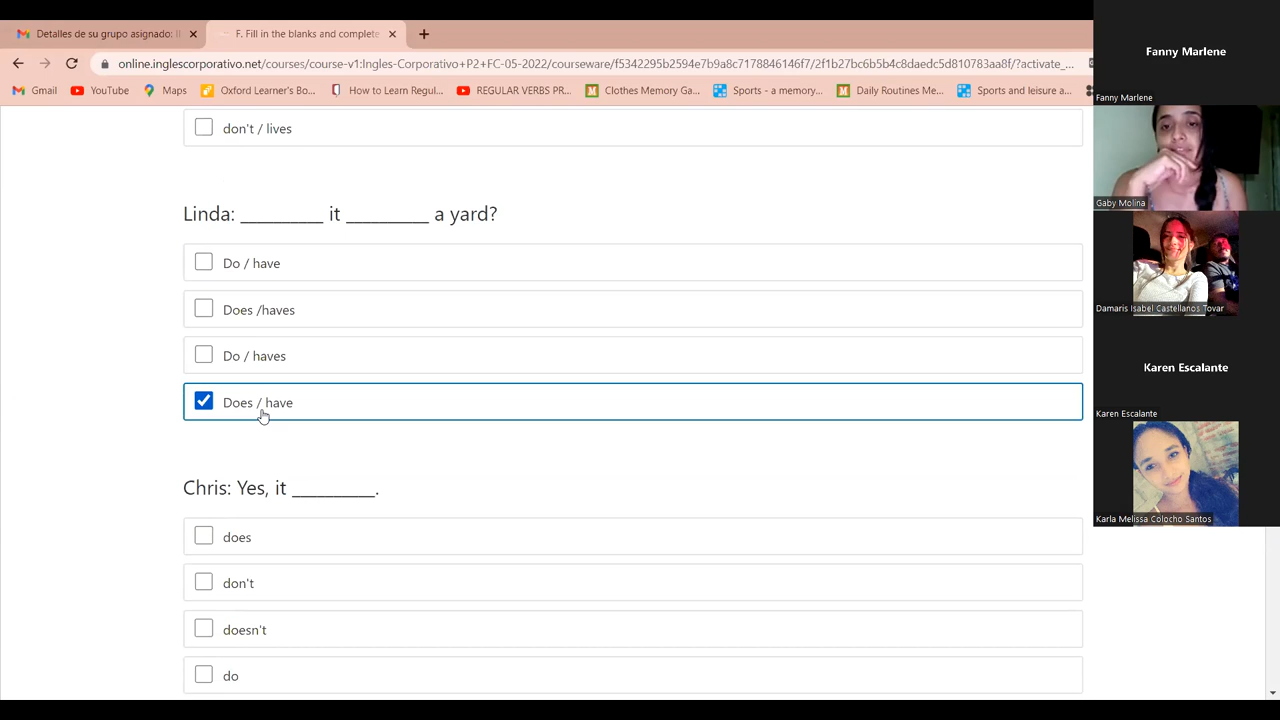 Detalles de su grupo asignado: II
F. Fill in the blanks and complete
online.inglescorporativo.net/courses/course-v1:Ingles-Corporativo+P2+FC-05-2022/courseware/f5342295b2594e7b9a8c7178846146f7/2f1b27bc6b5b4c8daedc5d810783aa8f/?activate_...
Gmail
YouTube
Maps
Oxford Learner's Bo...
How to Learn Regul...
REGULAR VERBS PR...
Clothes Memory Ga...
Sports - a memory...
Daily Routines Me...
Sports and leisure a...
don't / lives
Linda: __________ it __________ a yard?
Do / have
Does /haves
Do / haves
Does / have
Chris: Yes, it __________.
does
don't
doesn't
do
Fanny Marlene
Fanny Marlene
Gaby Molina
Damaris Isabel Castellanos Tovar
Karen Escalante
Karen Escalante
Karla Melissa Colocho Santos